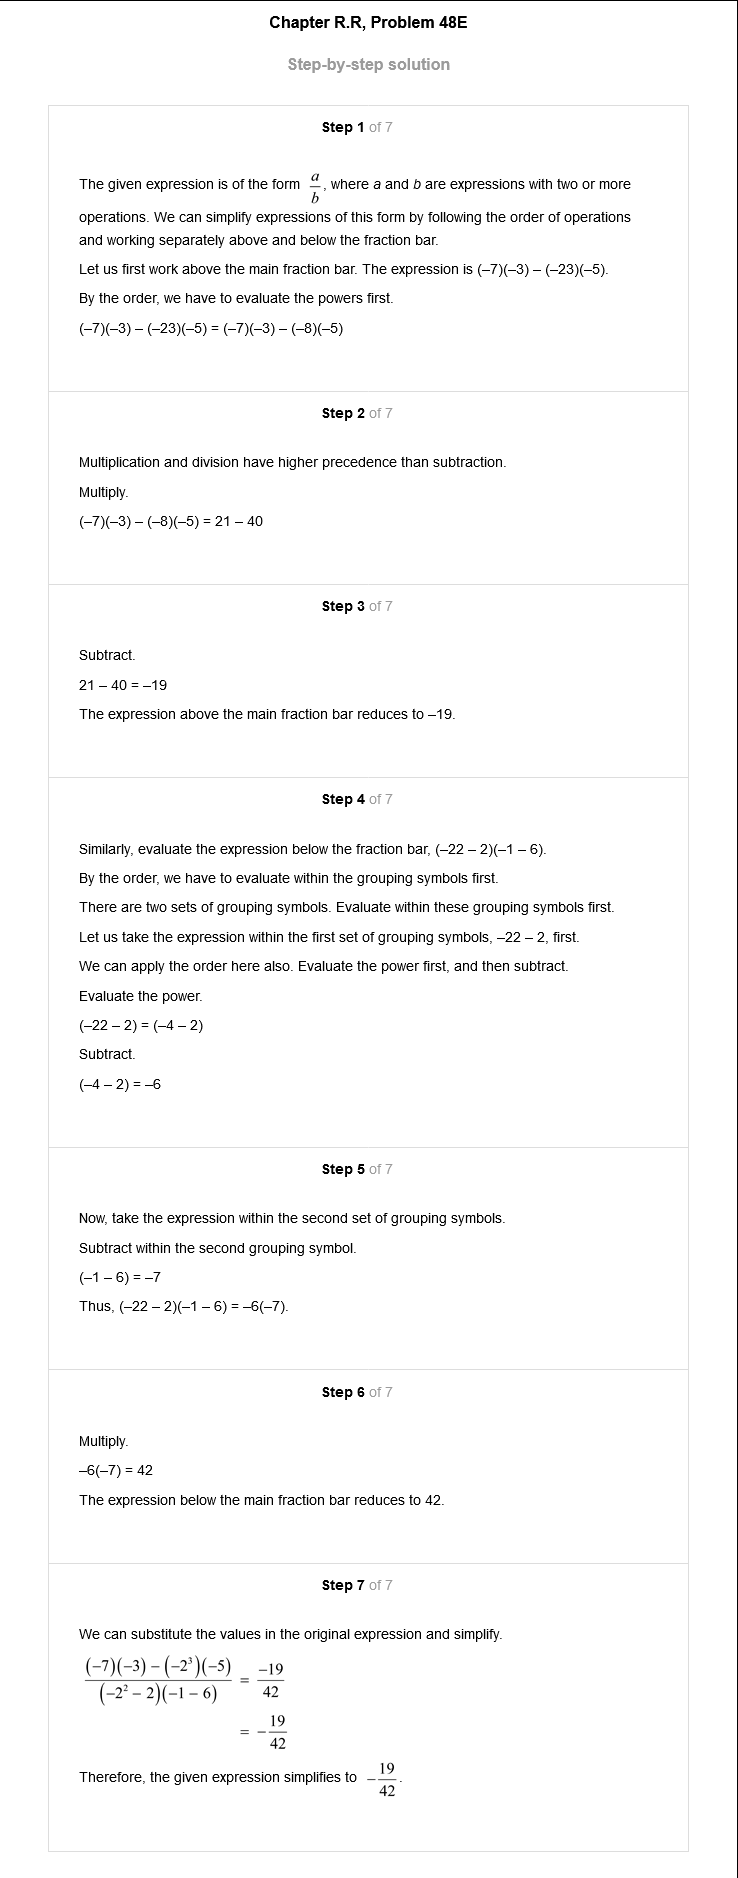 Chapter R.R, Problem 48E
Step-by-step solution
Step 1 of 7
The given expression is of the form a/b, where a and b are expressions with two or more
operations. We can simplify expressions of this form by following the order of operations
and working separately above and below the fraction bar.
Let us first work above the main fraction bar. The expression is (–7)(–3) – (–23)(–5).
By the order, we have to evaluate the powers first.
(–7)(–3) – (–23)(–5) = (–7)(–3) – (–8)(–5)
Step 2 of 7
Multiplication and division have higher precedence than subtraction.
Multiply.
(–7)(–3) – (–8)(–5) = 21 – 40
Step 3 of 7
Subtract.
21 – 40 = –19
The expression above the main fraction bar reduces to –19.
Step 4 of 7
Similarly, evaluate the expression below the fraction bar, (–22 – 2)(–1 – 6).
By the order, we have to evaluate within the grouping symbols first.
There are two sets of grouping symbols. Evaluate within these grouping symbols first.
Let us take the expression within the first set of grouping symbols, –22 – 2, first.
We can apply the order here also. Evaluate the power first, and then subtract.
Evaluate the power.
(–22 – 2) = (–4 – 2)
Subtract.
(–4 – 2) = –6
Step 5 of 7
Now, take the expression within the second set of grouping symbols.
Subtract within the second grouping symbol.
(–1 – 6) = –7
Thus, (–22 – 2)(–1 – 6) = –6(–7).
Step 6 of 7
Multiply.
–6(–7) = 42
The expression below the main fraction bar reduces to 42.
Step 7 of 7
We can substitute the values in the original expression and simplify.
((−7)(−3) − (−2³)(−5)) / ((−2² − 2)(−1 − 6)) = −19/42
= −19/42
Therefore, the given expression simplifies to −19/42.